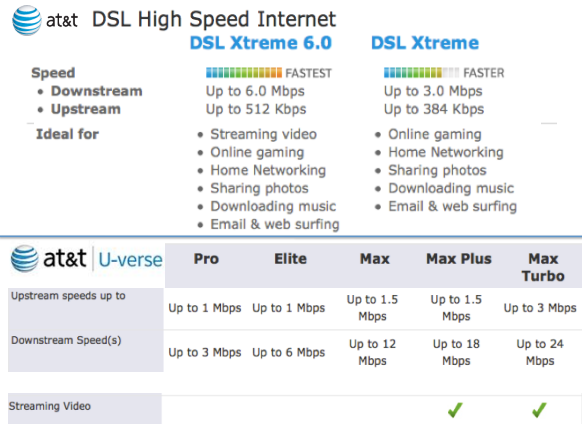 at&t DSL High Speed Internet
DSL Xtreme 6.0 DSL Xtreme
Speed FASTEST FASTER
• Downstream Up to 6.0 Mbps Up to 3.0 Mbps
• Upstream Up to 512 Kbps Up to 384 Kbps
Ideal for • Streaming video • Online gaming
• Online gaming • Home Networking
• Home Networking • Sharing photos
• Sharing photos • Downloading music
• Downloading music • Email & web surfing
• Email & web surfing
at&t U-verse Pro Elite Max Max Plus Max
Turbo
Upstream speeds up to Up to 1 Mbps Up to 1 Mbps Up to 1.5 Up to 1.5 Up to 3 Mbps
Mbps Mbps
Downstream Speed(s) Up to 3 Mbps Up to 6 Mbps Up to 12 Up to 18 Up to 24
Mbps Mbps Mbps
Streaming Video ✓ ✓